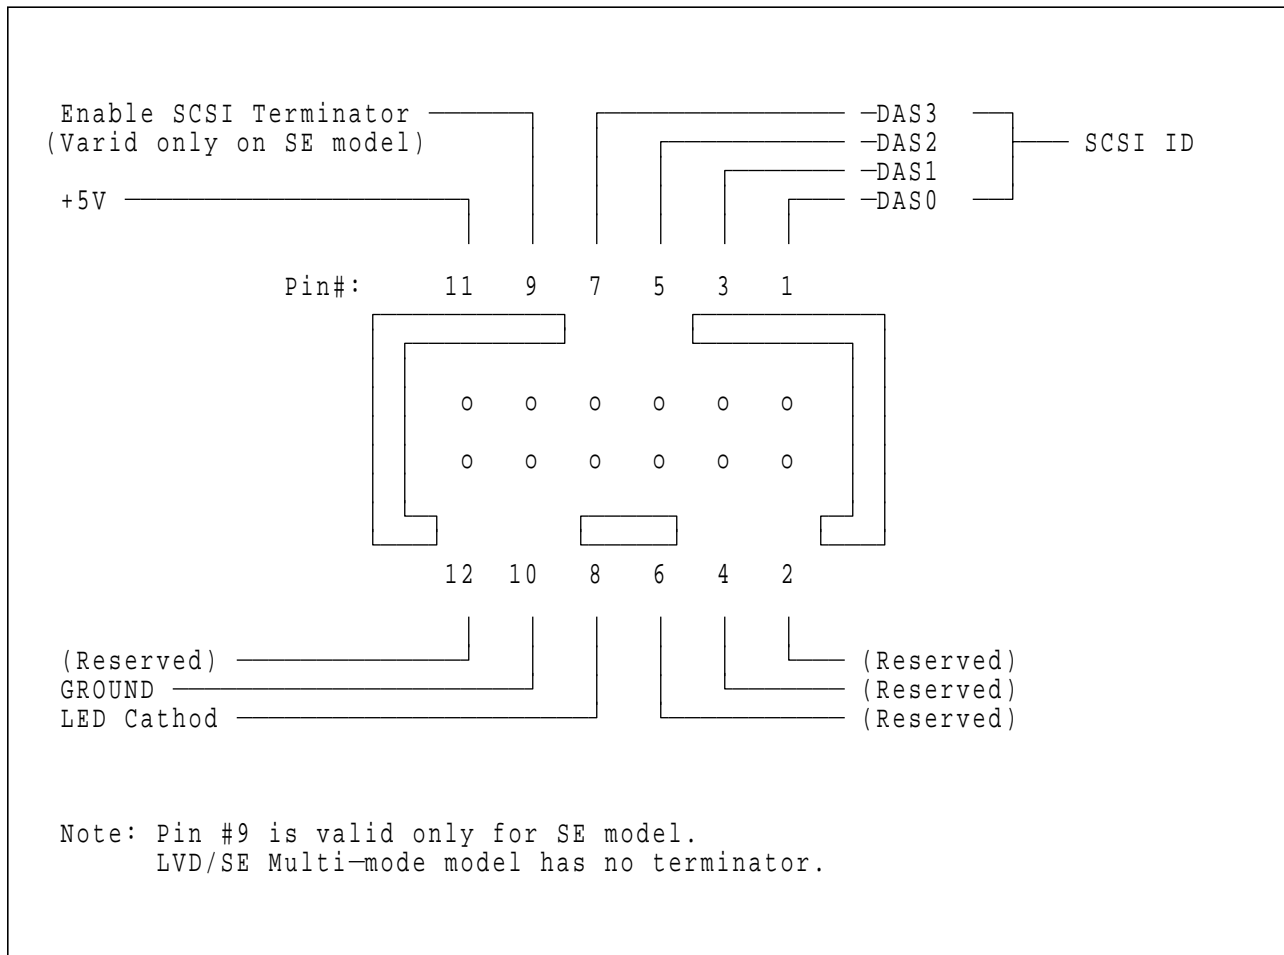 Enable SCSI Terminator —DAS3
(Varid only on SE model) —DAS2 SCSI ID
—DAS1
+5V —DAS0
Pin#: 11 9 7 5 3 1
o o o o o o
o o o o o o
12 10 8 6 4 2
(Reserved) (Reserved)
GROUND (Reserved)
LED Cathod (Reserved)
Note: Pin #9 is valid only for SE model.
LVD/SE Multi—mode model has no terminator.